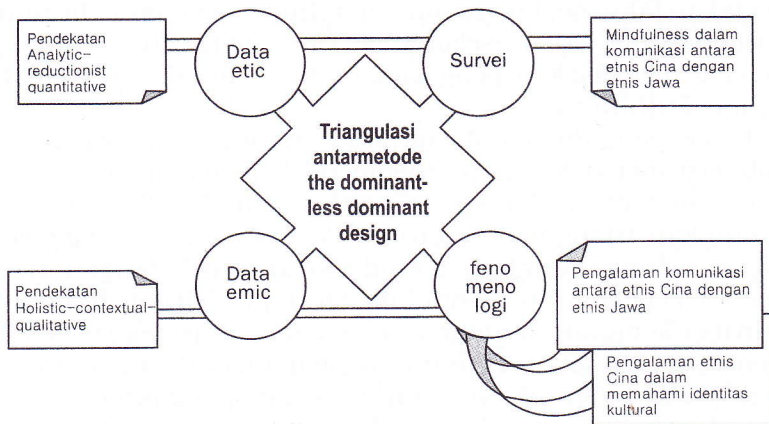 Pendekatan
Analytic–
reductionist
quantitative
Data
etic
Survei
Mindfulness dalam
komunikasi antara
etnis Cina dengan
etnis Jawa
Triangulasi
antarmetode
the dominant-
less dominant
design
Pendekatan
Holistic–contextual–
qualitative
Data
emic
feno
meno
logi
Pengalaman komunikasi
antara etnis Cina dengan
etnis Jawa
Pengalaman etnis
Cina dalam
memahami identitas
kultural